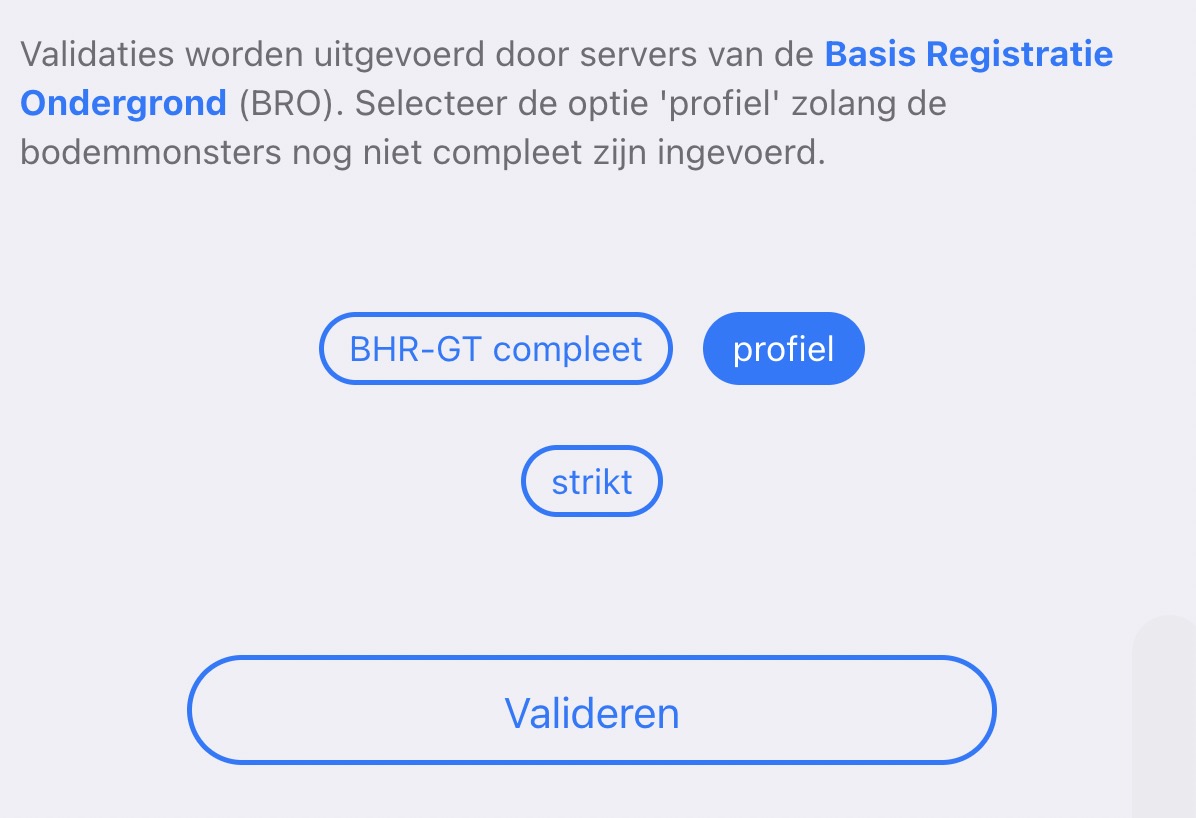 Validaties worden uitgevoerd door servers van de Basis Registratie
Ondergrond (BRO). Selecteer de optie 'profiel' zolang de
bodemmonsters nog niet compleet zijn ingevoerd.
BHR-GT compleet profiel
strikt
Valideren